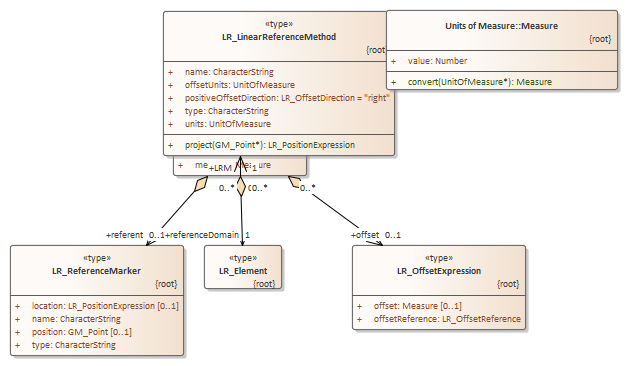 «type»
LR_LinearReferenceMethod
{root}
+ name: CharacterString
+ offsetUnits: UnitOfMeasure
+ positiveOffsetDirection: LR_OffsetDirection = "right"
+ type: CharacterString
+ units: UnitOfMeasure
+ project(GM_Point*): LR_PositionExpression
Units of Measure::Measure
{root}
+ value: Number
+ convert(UnitOfMeasure*): Measure
+LRM 1
0..* 0..* 0..*
+referent 0..1
+referenceDomain 1
+offset 0..1
«type»
LR_ReferenceMarker
{root}
+ location: LR_PositionExpression [0..1]
+ name: CharacterString
+ position: GM_Point [0..1]
+ type: CharacterString
«type»
LR_Element
{root}
«type»
LR_OffsetExpression
{root}
+ offset: Measure [0..1]
+ offsetReference: LR_OffsetReference